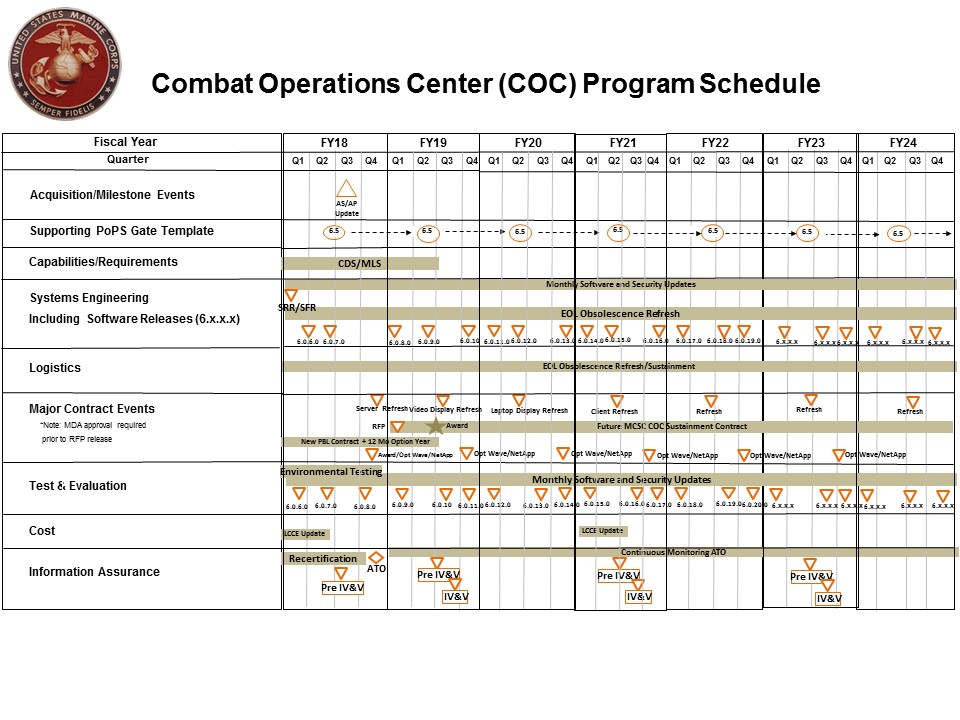 UNITED STATES MARINE CORPS
SEMPER FIDELIS
Combat Operations Center (COC) Program Schedule
Fiscal Year FY18 FY19 FY20 FY21 FY22 FY23 FY24
Quarter Q1 Q2 Q3 Q4 Q1 Q2 Q3 Q4 Q1 Q2 Q3 Q4 Q1 Q2 Q3 Q4 Q1 Q2 Q3 Q4 Q1 Q2 Q3 Q4 Q1 Q2 Q3 Q4
Acquisition/Milestone Events
AS/AP
Update
Supporting PoPS Gate Template 6.5 6.5 6.5 6.5 6.5 6.5 6.5
Capabilities/Requirements CDS/MLS
Monthly Software and Security Updates
Systems Engineering
SRR/SFR
Including Software Releases (6.x.x.x) EOL Obsolescence Refresh
6.0.6.0 6.0.7.0 6.0.8.0 6.0.9.0 6.0.10 6.0.11.0 6.0.12.0 6.0.13.0 6.0.14.0 6.0.15.0 6.0.16.0 6.0.17.0 6.0.18.0 6.0.19.0 6.x.x.x 6.x.x.x 6.x.x.x 6.x.x.x 6.x.x.x 6.x.x.x
Logistics EOL Obsolescence Refresh/Sustainment
Major Contract Events Server Refresh Video Display Refresh Laptop Display Refresh Client Refresh Refresh Refresh Refresh
*Note: MDA approval required RFP Award Future MCSC COC Sustainment Contract
prior to RFP release New PBL Contract + 12 Mo Option Year
Award/Opt Wave/NetApp Opt Wave/NetApp Opt Wave/NetApp Opt Wave/NetApp Opt Wave/NetApp Opt Wave/NetApp
Environmental Testing
Test & Evaluation Monthly Software and Security Updates
6.0.6.0 6.0.7.0 6.0.8.0 6.0.9.0 6.0.10 6.0.11.0 6.0.12.0 6.0.13.0 6.0.14.0 6.0.15.0 6.0.16.0 6.0.17.0 6.0.18.0 6.0.19.0 6.0.20.0 6.x.x.x 6.x.x.x 6.x.x.x 6.x.x.x 6.x.x.x 6.x.x.x
Cost LCCE Update LCCE Update
Continuous Monitoring ATO
Recertification ATO
Information Assurance Pre IV&V Pre IV&V Pre IV&V Pre IV&V
IV&V IV&V IV&V